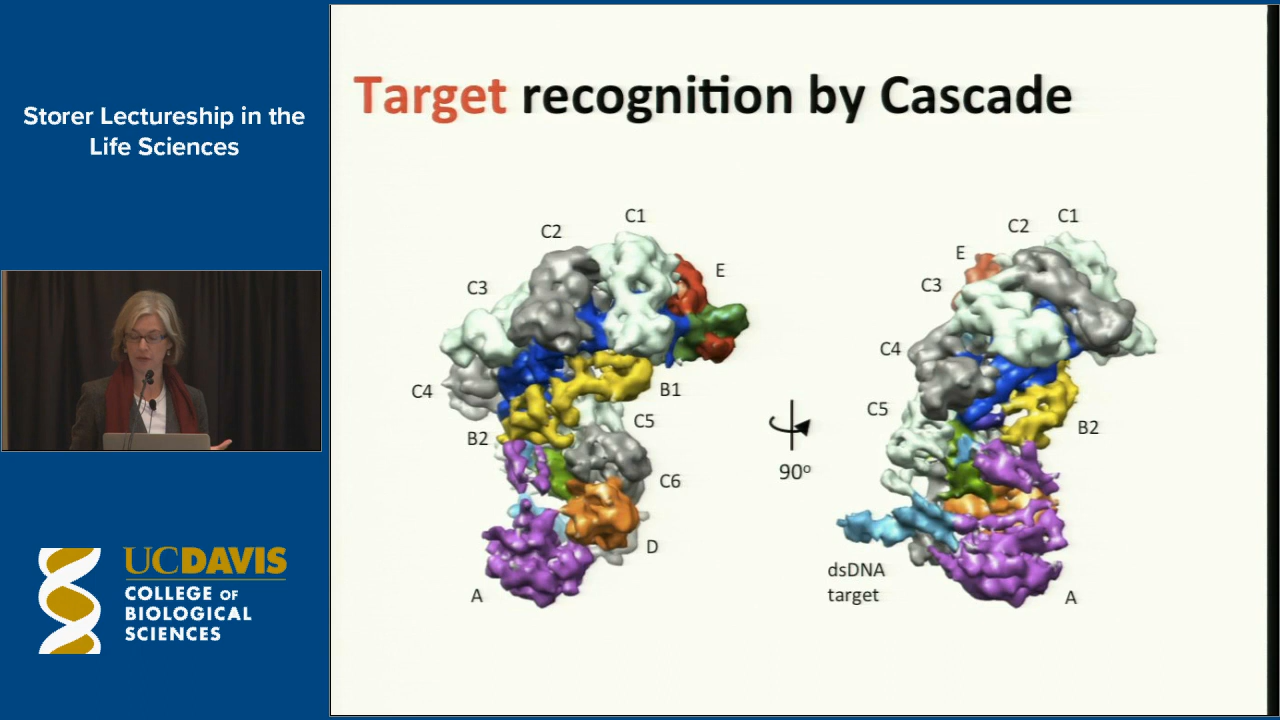 Storer Lectureship in the
Life Sciences
UCDAVIS
COLLEGE OF
BIOLOGICAL
SCIENCES
Target recognition by Cascade
C1
C2
E
C3
C4
B1
B2
C5
C6
D
A
90°
C1
C2
E
C3
C4
C5
B2
dsDNA
target
A